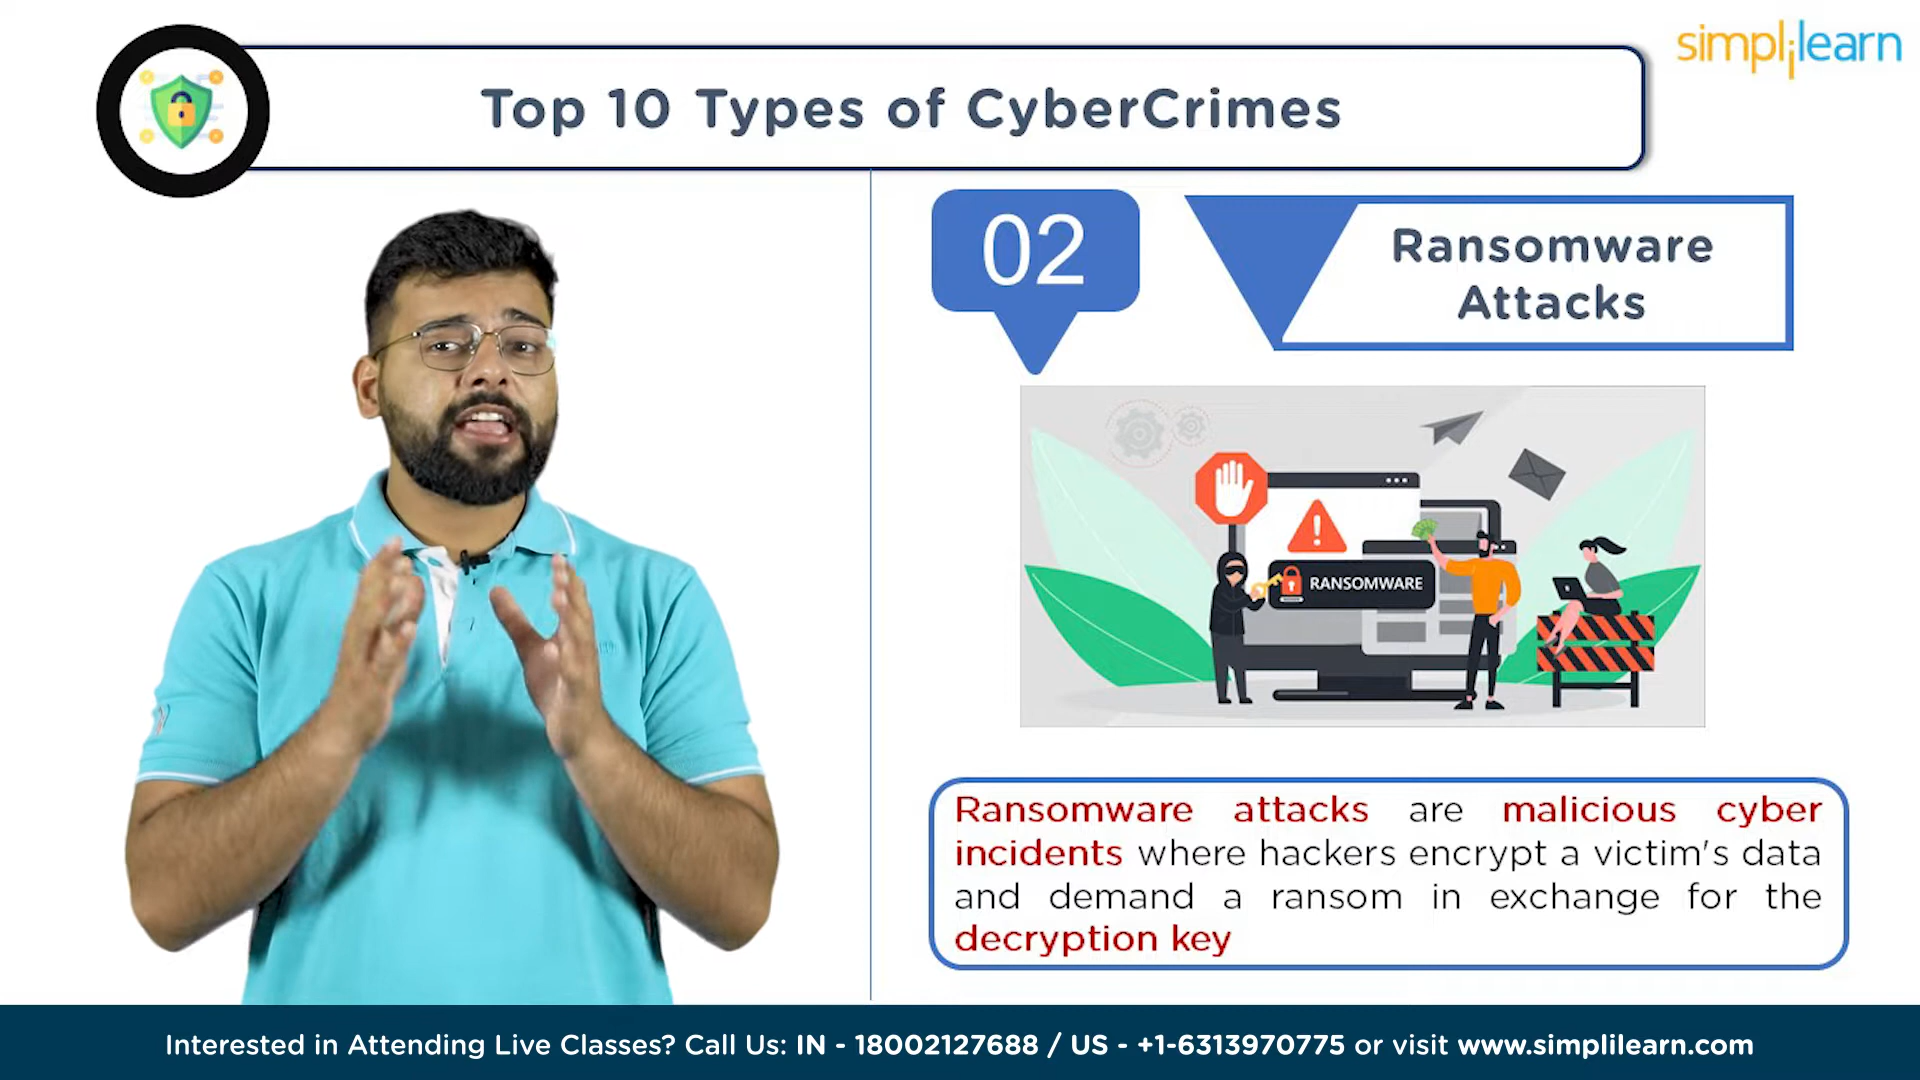 simplilearn
Top 10 Types of CyberCrimes
02
Ransomware
Attacks
RANSOMWARE
Ransomware attacks are malicious cyber
incidents where hackers encrypt a victim's data
and demand a ransom in exchange for the
decryption key
Interested in Attending Live Classes? Call Us: IN - 18002127688 / US - +1-6313970775 or visit www.simplilearn.com